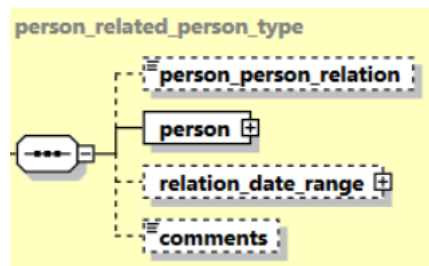 person_related_person_type
person_person_relation
person
relation_date_range
comments